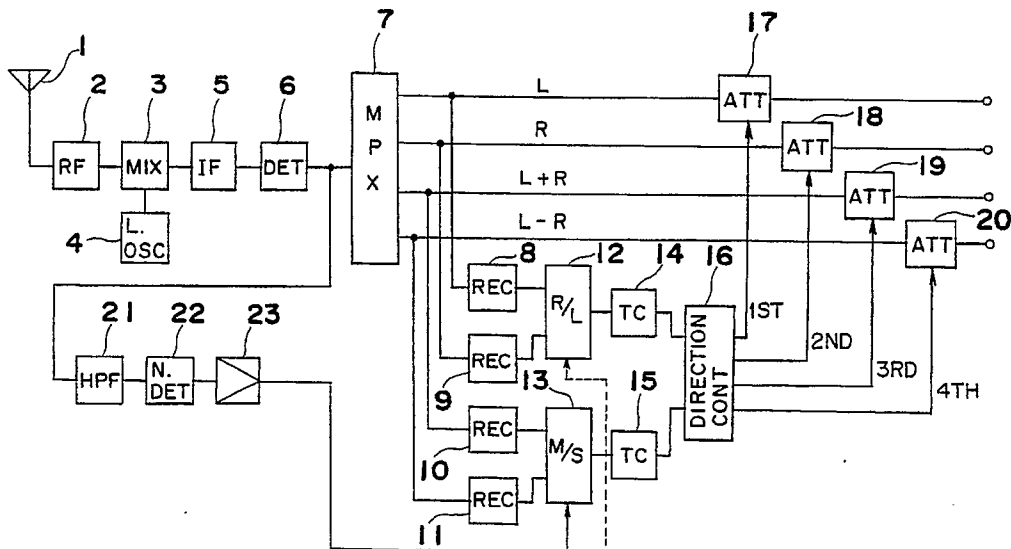 1
2
3
5
6
7
17
18
19
20
RF
MIX
IF
DET
L.
OSC
4
M
P
X
L
R
L+R
L-R
ATT
ATT
ATT
ATT
8
12
14
16
REC
R/L
TC
DIRECTION
CONT
1ST
2ND
3RD
4TH
21
22
23
HPF
N.
DET
REC
9
13
15
REC
10
M/S
TC
REC
11